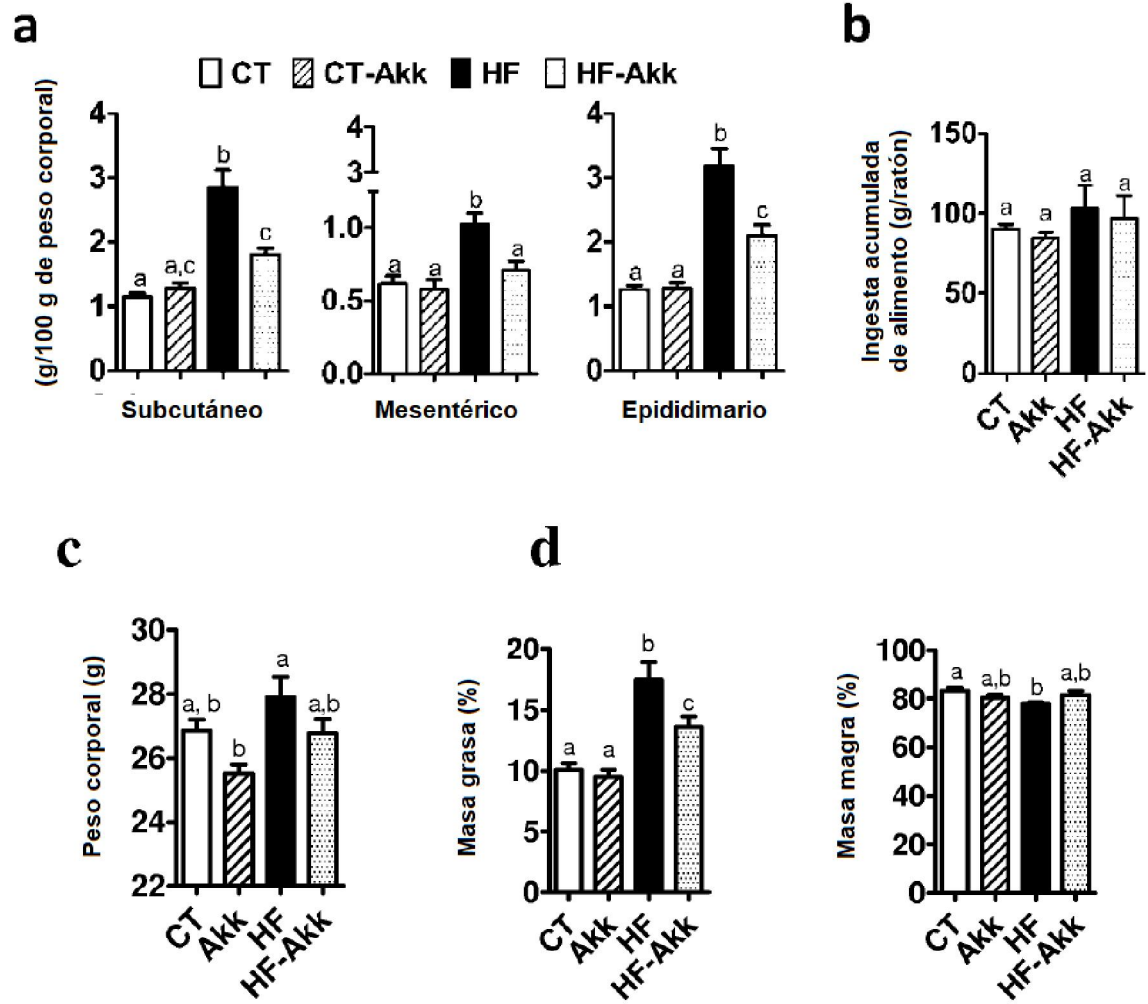 a
b
CT CT-Akk HF HF-Akk
(g/100 g de peso corporal)
4
3
2
1
0
a
a,c
b
c
Subcutáneo
4
3
1.0
0.5
0.0
a
a
b
a
Mesentérico
4
3
2
1
0
a
a
b
c
Epididimario
Ingesta acumulada
de alimento (g/ratón)
150
100
50
0
a
a
a
a
CT
Akk
HF
HF-Akk
c
d
Peso corporal (g)
30
28
26
24
22
a, b
b
a
a,b
CT
Akk
HF
HF-Akk
Masa grasa (%)
20
15
10
5
0
a
a
b
c
CT
Akk
HF
HF-Akk
Masa magra (%)
100
80
60
40
20
0
a
a,b
b
a,b
CT
Akk
HF
HF-Akk